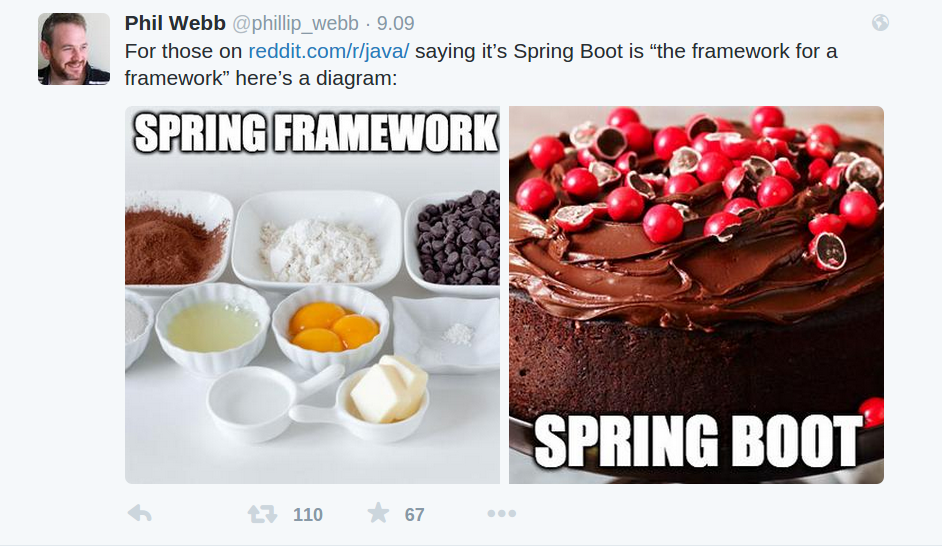 Phil Webb @phillip_webb · 9.09
For those on reddit.com/r/java/ saying it’s Spring Boot is “the framework for a
framework” here’s a diagram:
SPRING FRAMEWORK
SPRING BOOT
110 67